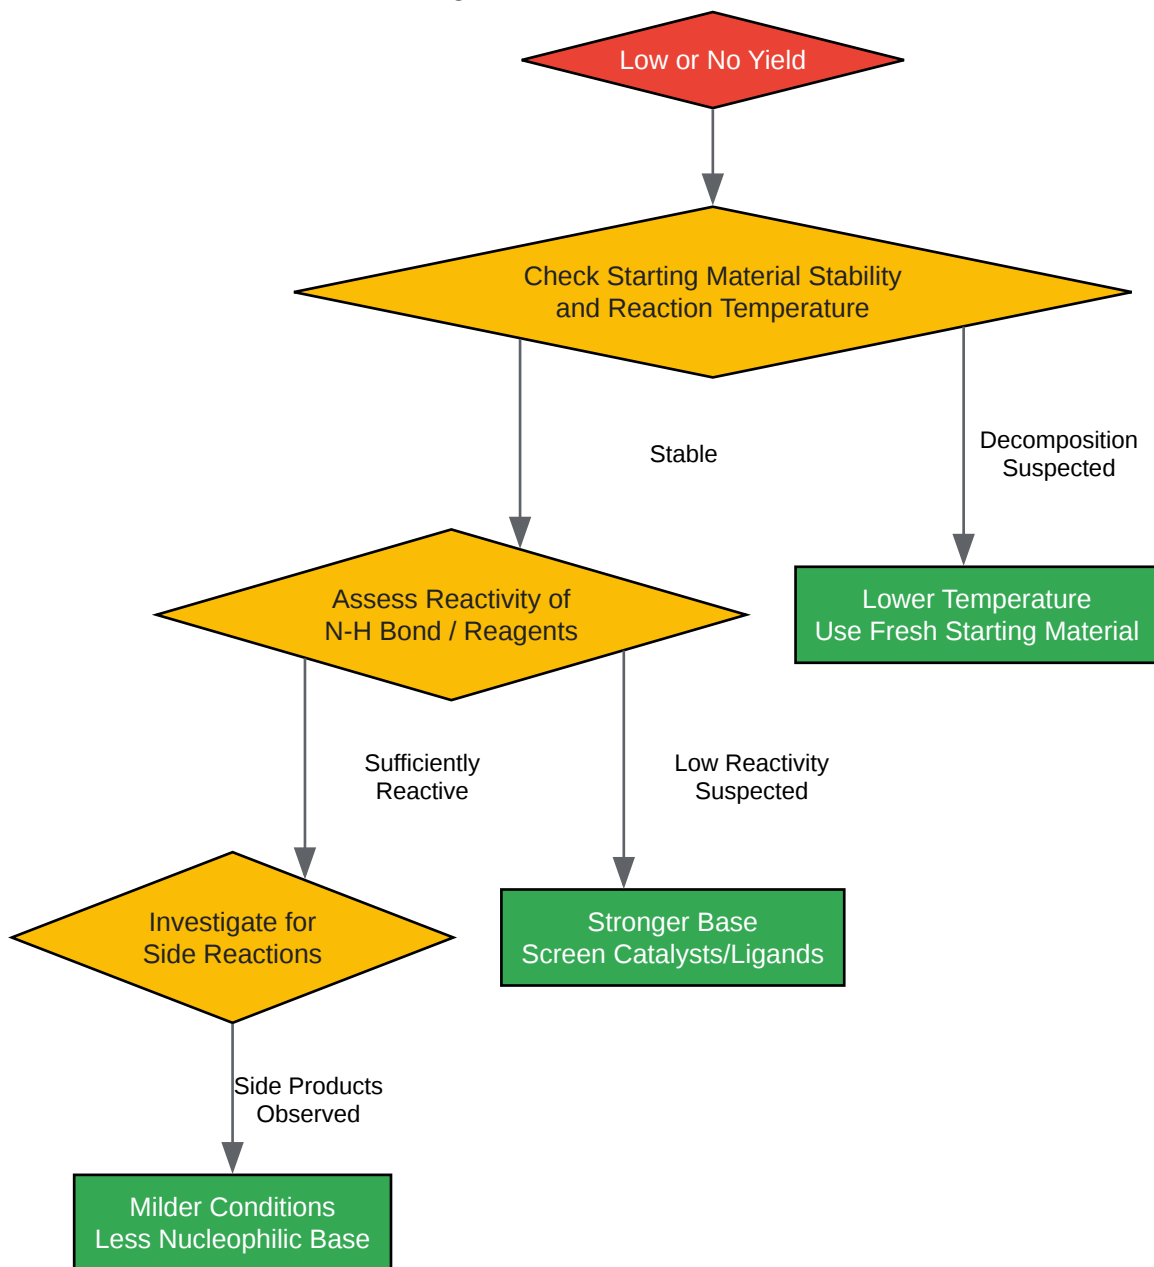 Low or No Yield
Check Starting Material Stability
and Reaction Temperature
Stable
Decomposition
Suspected
Assess Reactivity of
N-H Bond / Reagents
Lower Temperature
Use Fresh Starting Material
Sufficiently
Reactive
Low Reactivity
Suspected
Investigate for
Side Reactions
Stronger Base
Screen Catalysts/Ligands
Side Products
Observed
Milder Conditions
Less Nucleophilic Base